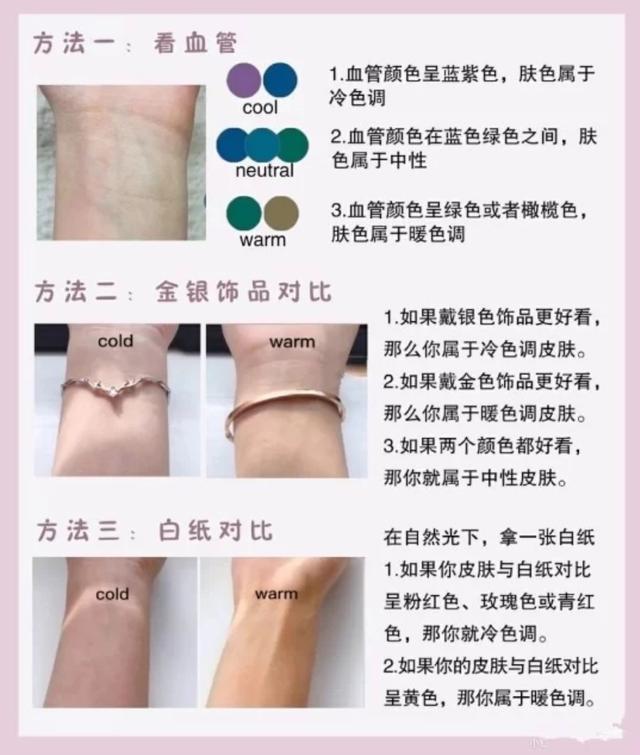 方法一：看血管
cool
neutral
warm
1.血管颜色呈蓝紫色，肤色属于
冷色调
2.血管颜色在蓝色绿色之间，肤
色属于中性
3.血管颜色呈绿色或者橄榄色，
肤色属于暖色调
方法二：金银饰品对比
cold
warm
1.如果戴银色饰品更好看，
那么你属于冷色调皮肤。
2.如果戴金色饰品更好看，
那么你属于暖色调皮肤。
3.如果两个颜色都好看，
那你就属于中性皮肤。
方法三：白纸对比
cold
warm
在自然光下，拿一张白纸
1.如果你皮肤与白纸对比
呈粉红色、玫瑰色或青红
色，那你就冷色调。
2.如果你的皮肤与白纸对比
呈黄色，那你属于暖色调。